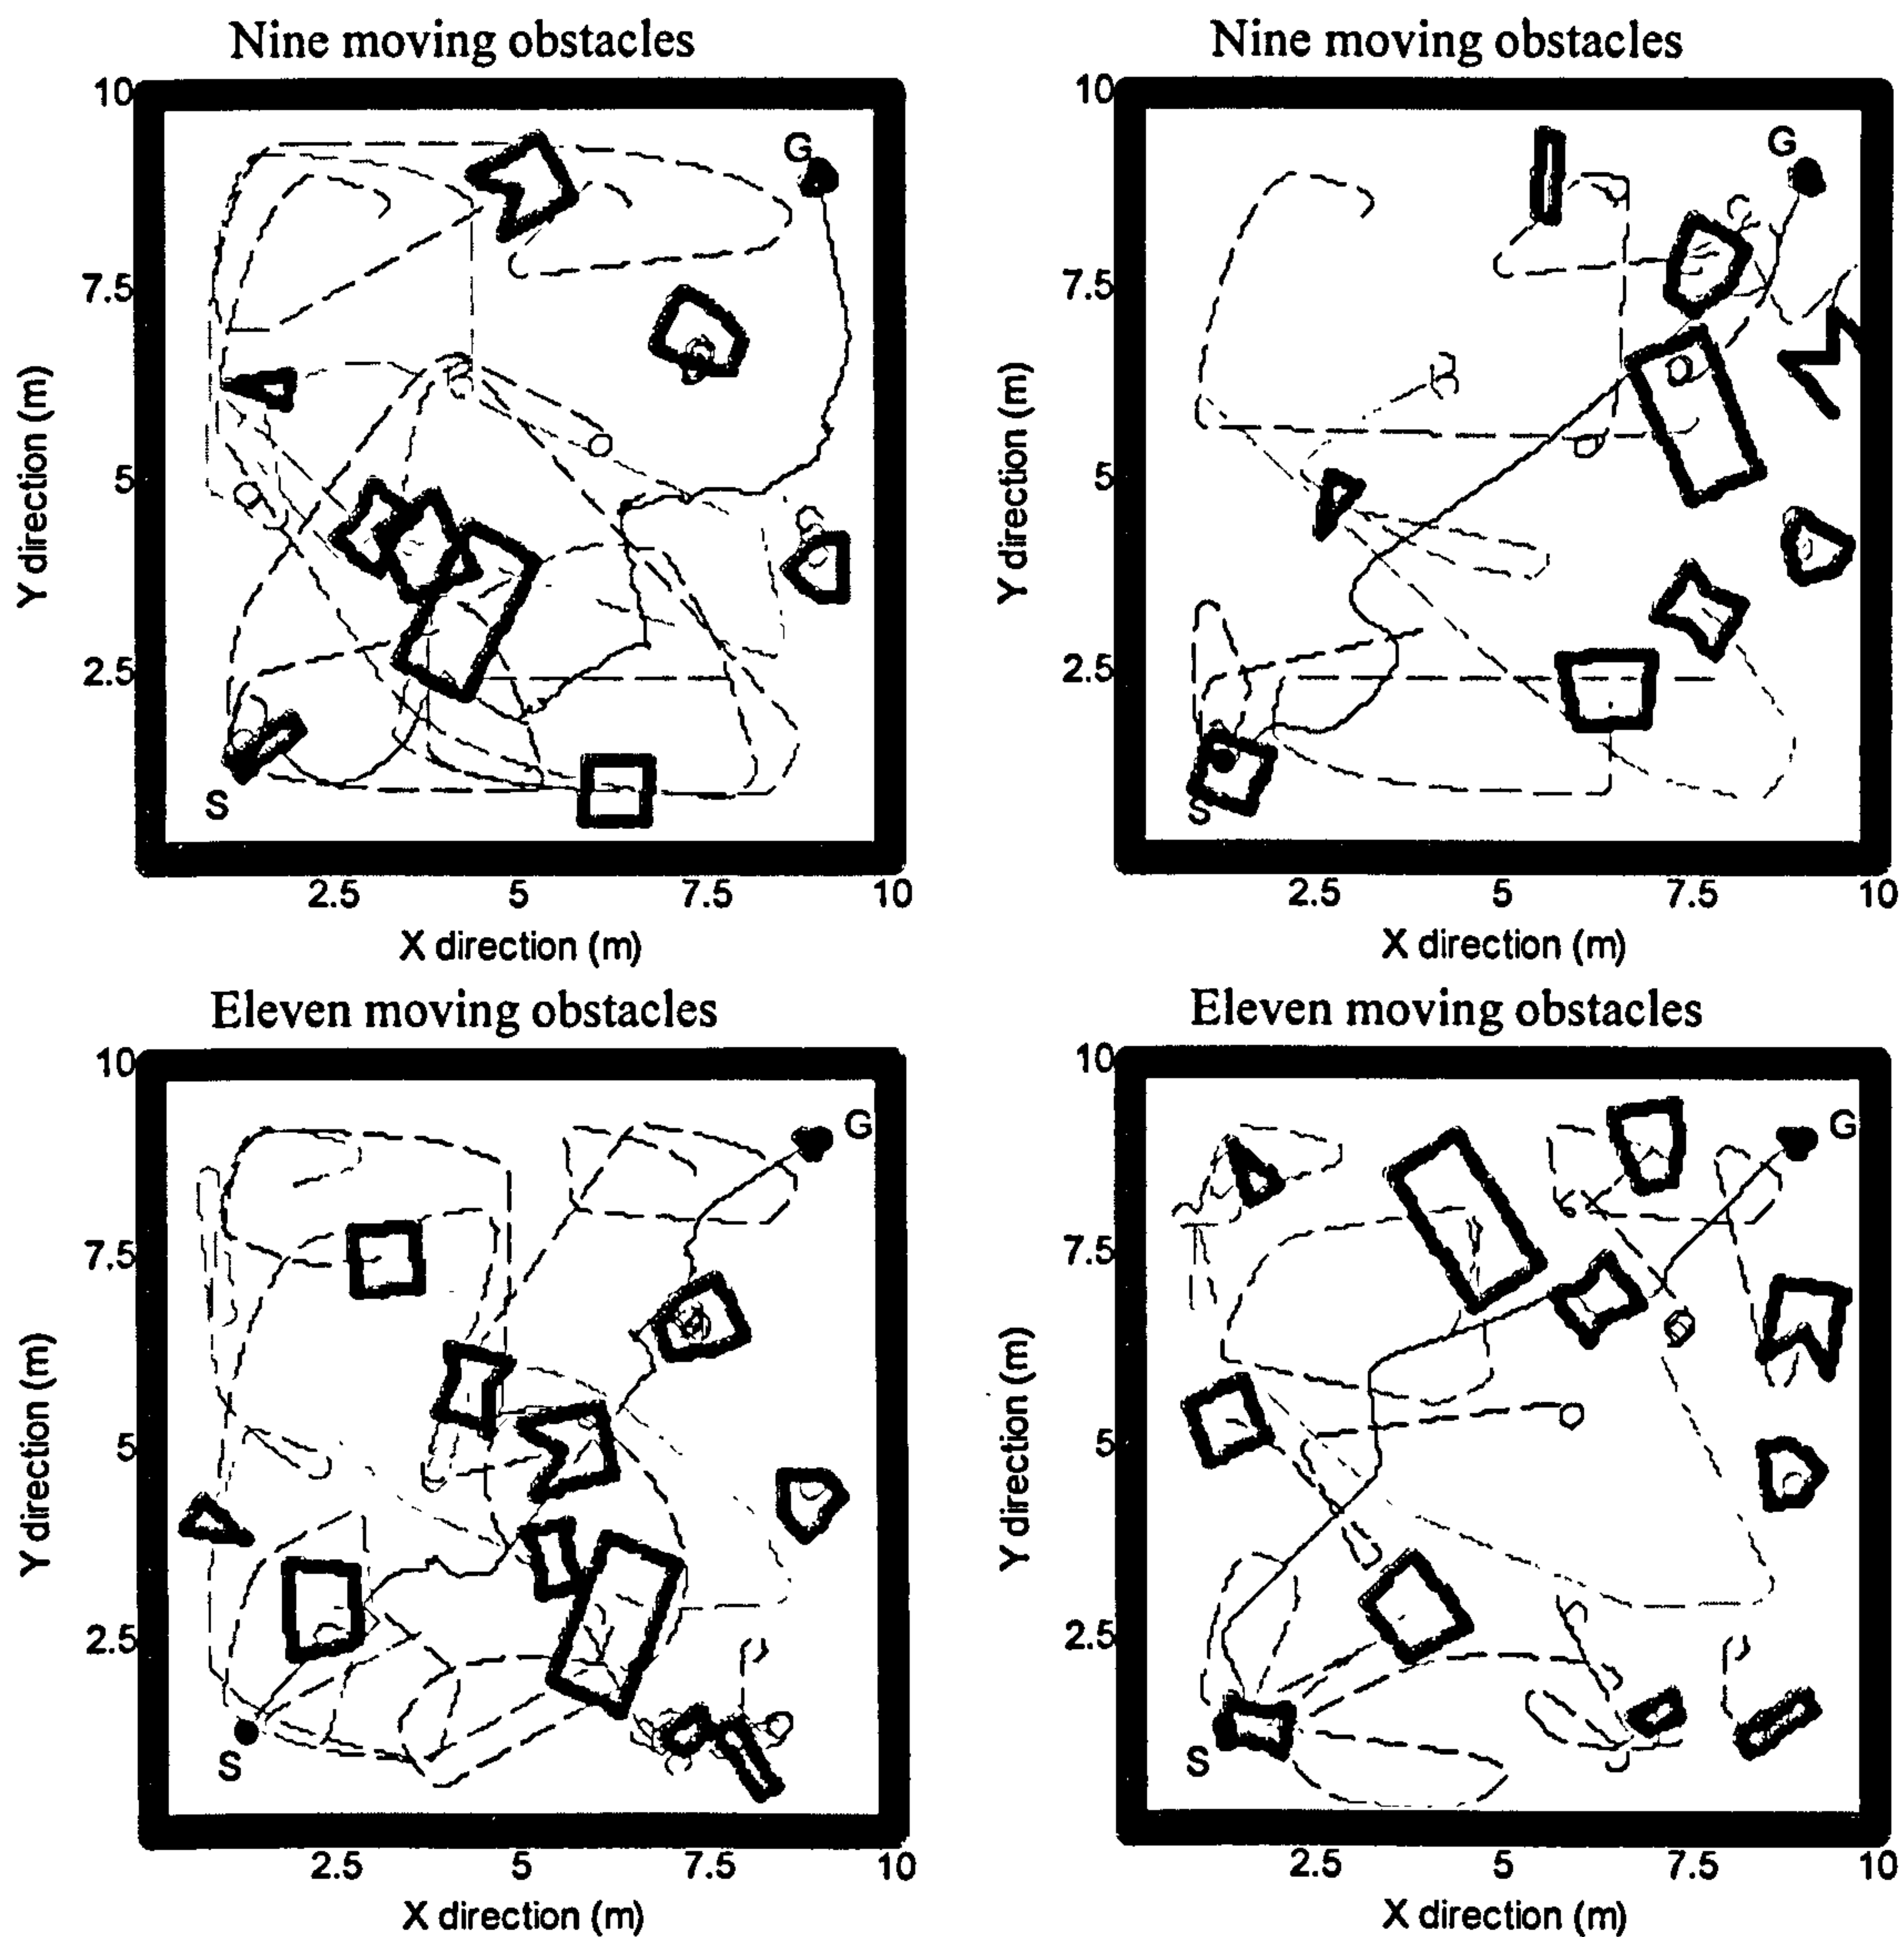 Nine moving obstacles
10
7.5
5
2.5
Y direction (m)
G
S
2.5 5 7.5 10
X direction (m)
Nine moving obstacles
10
7.5
5
2.5
Y direction (m)
G
S
2.5 5 7.5 10
X direction (m)
Eleven moving obstacles
10
7.5
5
2.5
Y direction (m)
G
S
2.5 5 7.5 10
X direction (m)
Eleven moving obstacles
10
7.5
5
2.5
Y direction (m)
G
S
2.5 5 7.5 10
X direction (m)